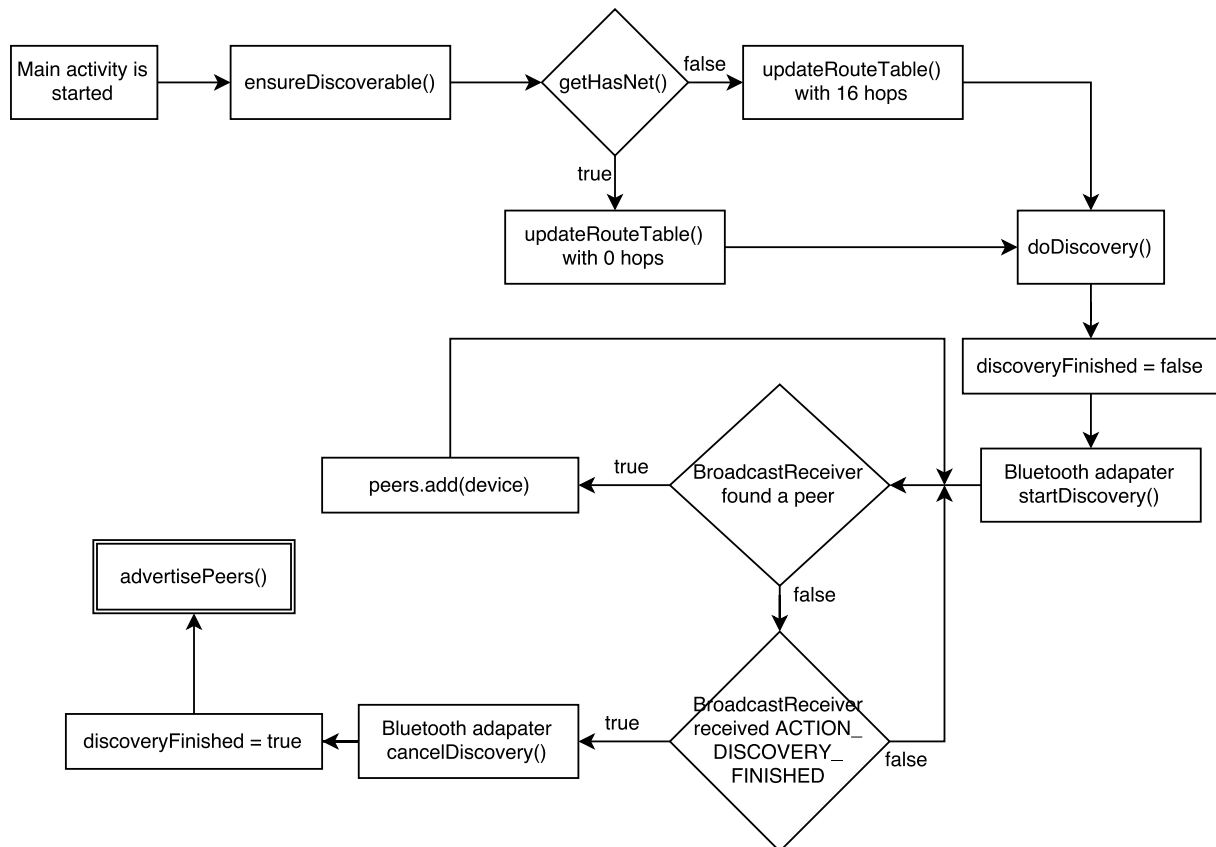 Main activity is
started
ensureDiscoverable()
getHasNet()
false
updateRouteTable()
with 16 hops
true
updateRouteTable()
with 0 hops
doDiscovery()
discoveryFinished = false
Bluetooth adapater
startDiscovery()
BroadcastReceiver
found a peer
true
peers.add(device)
false
advertisePeers()
BroadcastReceiver
received ACTION_
DISCOVERY_
FINISHED
true
false
Bluetooth adapater
cancelDiscovery()
discoveryFinished = true